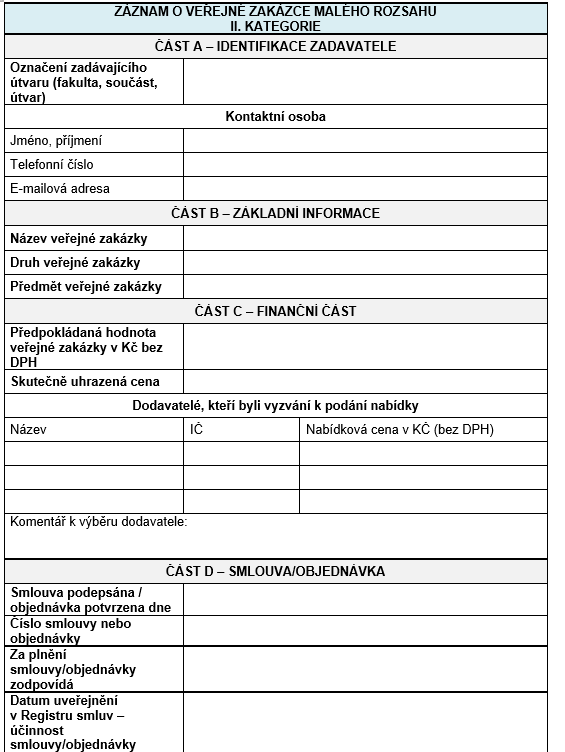 ZÁZNAM O VEŘEJNÉ ZAKÁZCE MALÉHO ROZSAHU
II. KATEGORIE
ČÁST A – IDENTIFIKACE ZADAVATELE
Označení zadávajícího
útvaru (fakulta, součást,
útvar)
Kontaktní osoba
Jméno, příjmení
Telefonní číslo
E-mailová adresa
ČÁST B – ZÁKLADNÍ INFORMACE
Název veřejné zakázky
Druh veřejné zakázky
Předmět veřejné zakázky
ČÁST C – FINANČNÍ ČÁST
Předpokládaná hodnota
veřejné zakázky v Kč bez
DPH
Skutečně uhrazená cena
Dodavatelé, kteří byli vyzváni k podání nabídky
Název IČ Nabídková cena v KČ (bez DPH)
Komentář k výběru dodavatele:
ČÁST D – SMLOUVA/OBJEDNÁVKA
Smlouva podepsána /
objednávka potvrzena dne
Číslo smlouvy nebo
objednávky
Za plnění
smlouvy/objednávky
zodpovídá
Datum uveřejnění
v Registru smluv –
účinnost
smlouvy/objednávky